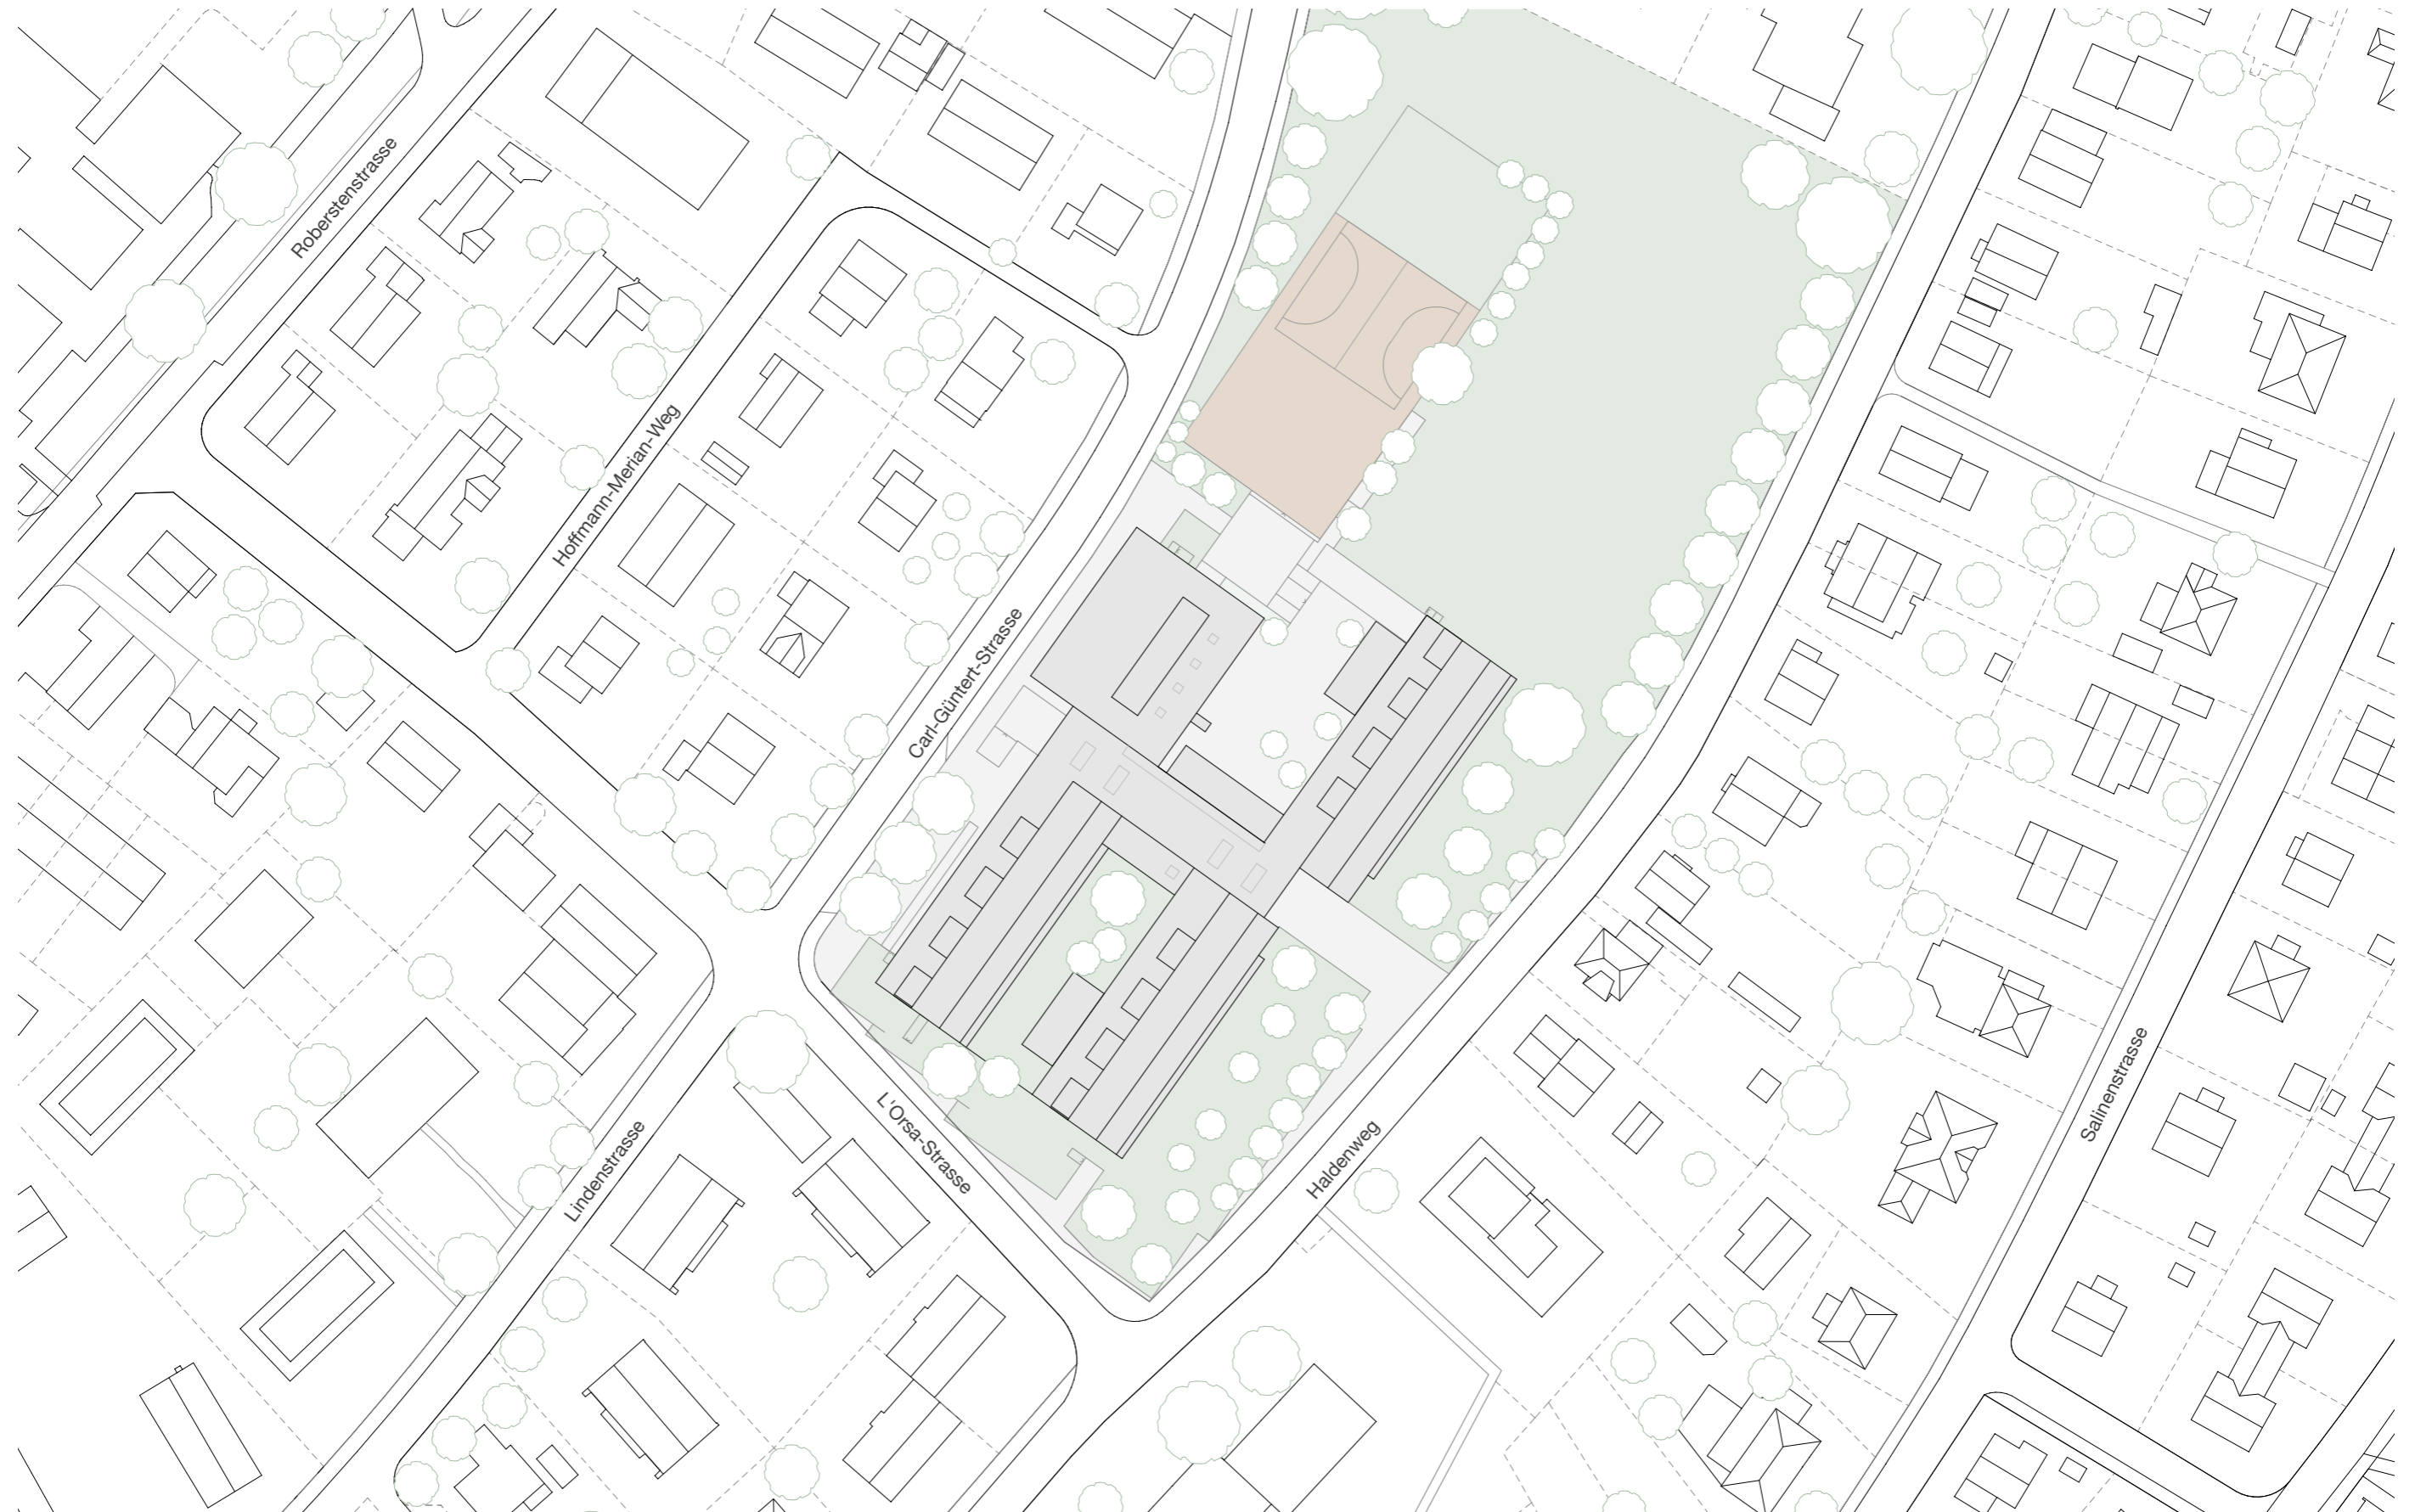 Roberstenstrasse
Hoffmann-Merian-Weg
Carl-Güntert-Strasse
Lindenstrasse
L'Orsa-Strasse
Haldenweg
Salinenstrasse